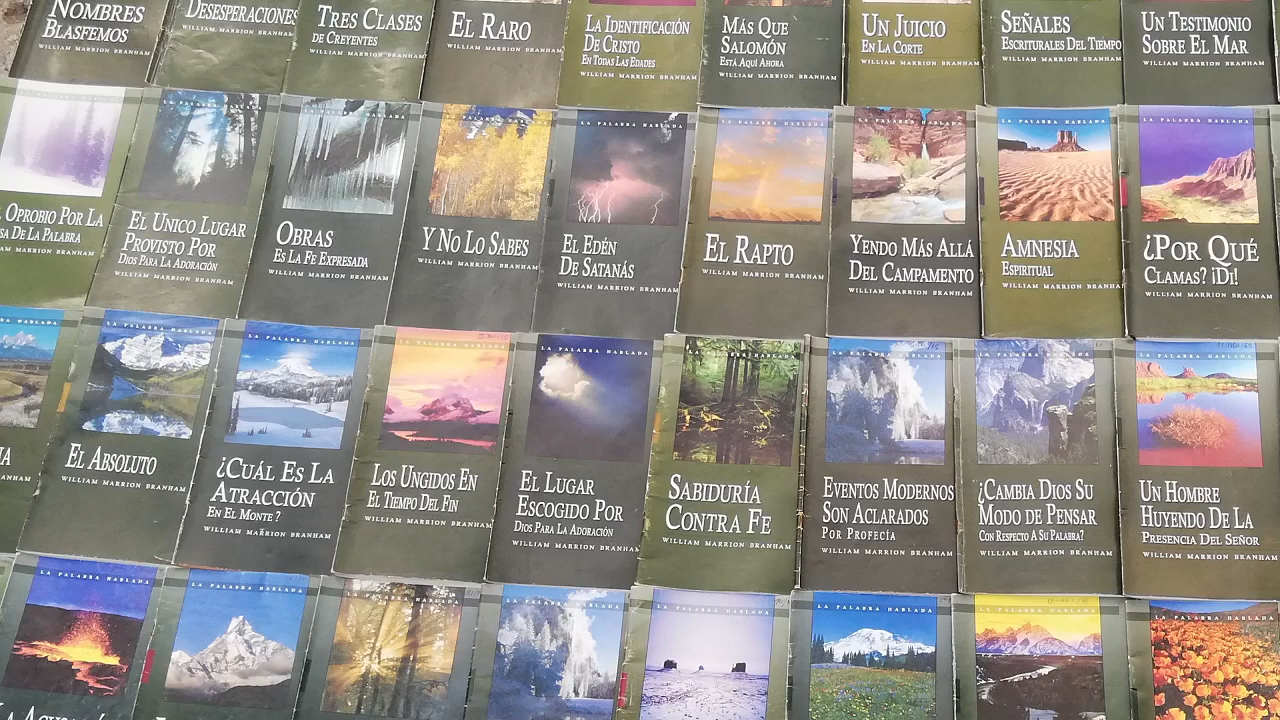 NOMBRES
BLASFEMOS
WILLIAM MARRION BRANHAM
DESESPERACIONES
WILLIAM MARRION BRANHAM
TRES CLASES
DE CREYENTES
WILLIAM MARRION BRANHAM
EL RARO
WILLIAM MARRION BRANHAM
LA IDENTIFICACIÓN
DE CRISTO
EN TODAS LAS EDADES
WILLIAM MARRION BRANHAM
MÁS QUE
SALOMÓN
ESTÁ AQUÍ AHORA
WILLIAM MARRION BRANHAM
UN JUICIO
EN LA CORTE
WILLIAM MARRION BRANHAM
SEÑALES
ESCRITURALES DEL TIEMPO
WILLIAM MARRION BRANHAM
UN TESTIMONIO
SOBRE EL MAR
WILLIAM MARRION BRANHAM
OPROBIO POR LA
SA DE LA PALABRA
WILLIAM MARRION BRANHAM
EL UNICO LUGAR
PROVISTO POR
DIOS PARA LA ADORACIÓN
WILLIAM MARRION BRANHAM
LA PALABRA HABLADA
OBRAS
ES LA FE EXPRESADA
WILLIAM MARRION BRANHAM
LA PALABRA HABLADA
Y NO LO SABES
WILLIAM MARRION BRANHAM
LA PALABRA HABLADA
EL EDÉN
DE SATANÁS
WILLIAM MARRION BRANHAM
LA PALABRA HABLADA
EL RAPTO
WILLIAM MARRION BRANHAM
LA PALABRA HABLADA
YENDO MÁS ALLÁ
DEL CAMPAMENTO
WILLIAM MARRION BRANHAM
LA PALABRA HABLADA
AMNESIA
ESPIRITUAL
WILLIAM MARRION BRANHAM
LA PALABRA HABLADA
¿POR QUÉ
CLAMAS? ¡DI!
WILLIAM MARRION BRANHAM
HABLADA
IA
LA PALABRA HABLADA
EL ABSOLUTO
WILLIAM MARRION BRANHAM
LA PALABRA HABLADA
¿CUÁL ES LA
ATRACCIÓN
EN EL MONTE ?
WILLIAM MARRION BRANHAM
LA PALABRA HABLADA
LOS UNGIDOS EN
EL TIEMPO DEL FIN
WILLIAM MARRION BRANHAM
LA PALABRA HABLADA
EL LUGAR
ESCOGIDO POR
DIOS PARA LA ADORACIÓN
WILLIAM MARRION BRANHAM
LA PALABRA HABLADA
SABIDURÍA
CONTRA FE
WILLIAM MARRION BRANHAM
LA PALABRA HABLADA
EVENTOS MODERNOS
SON ACLARADOS
POR PROFECÍA
WILLIAM MARRION BRANHAM
LA PALABRA HABLADA
¿CAMBIA DIOS SU
MODO DE PENSAR
CON RESPECTO A SU PALABRA?
WILLIAM MARRION BRANHAM
LA PALABRA HABLADA
UN HOMBRE
HUYENDO DE LA
PRESENCIA DEL SEÑOR
WILLIAM MARRION BRANHAM
LA PALABRA HABLADA
LA PALABRA HABLADA
LA PALABRA HABLADA
LA PALABRA HABLADA
LA PALABRA HABLADA
LA PALABRA HABLADA
LA PALABRA HABLADA
LA PALABRA HABLADA